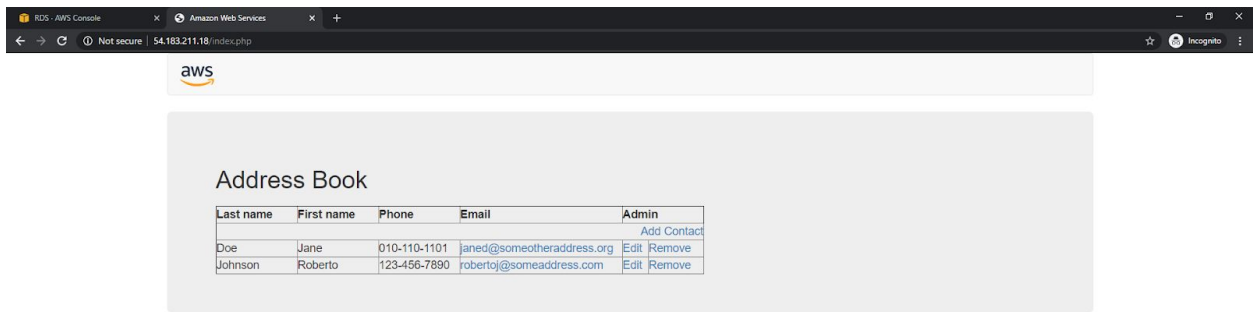 RDS - AWS Console
Amazon Web Services
Not secure | 54.183.211.18/index.php
Incognito
aws
Address Book
Last name First name Phone Email Admin
Add Contact
Doe Jane 010-110-1101 janed@someotheraddress.org Edit Remove
Johnson Roberto 123-456-7890 robertoj@someaddress.com Edit Remove